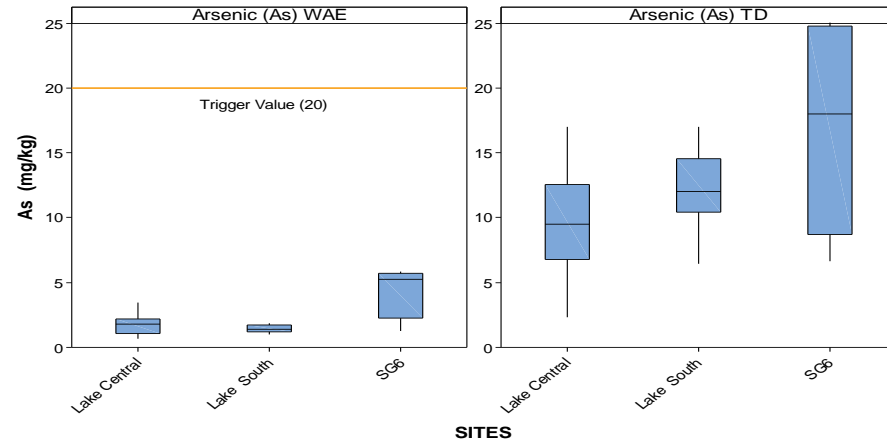 Arsenic (As) WAE
Arsenic (As) TD
As (mg/kg)
25
20
15
10
5
0
Trigger Value (20)
25
20
15
10
5
0
Lake Central
Lake South
SG6
Lake Central
Lake South
SG6
SITES